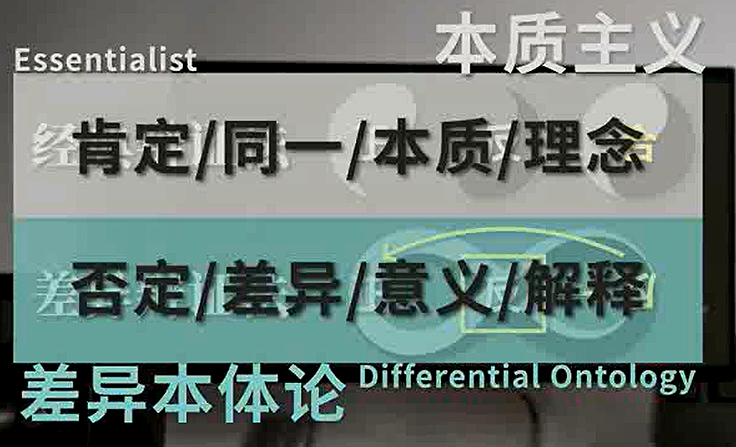 本质主义
Essentialist
肯定/同一/本质/理念
否定/差异/意义/解释
差异本体论
Differential Ontology